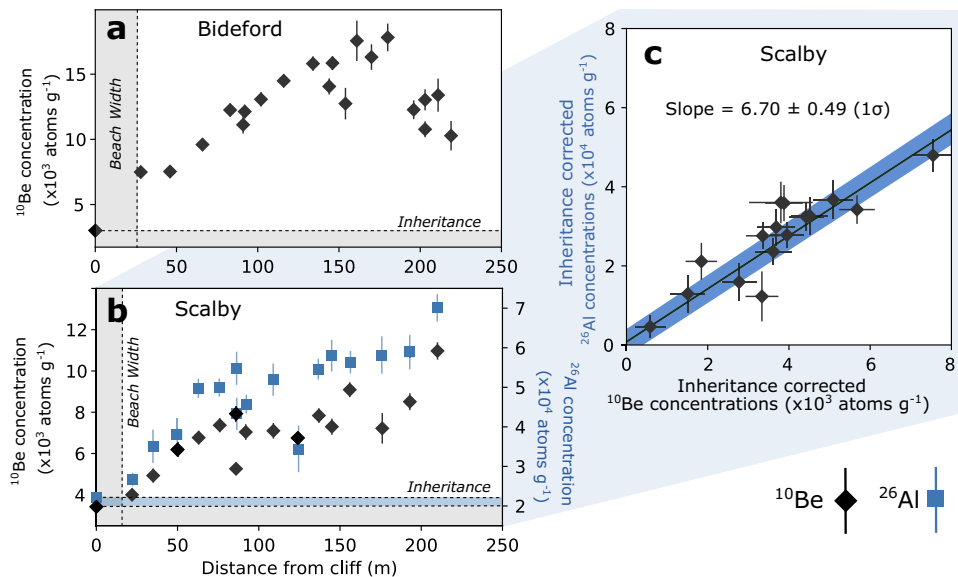 a
Bideford
¹⁰Be concentration
(x10³ atoms g⁻¹)
15
10
5
Beach Width
Inheritance
0 50 100 150 200 250
b
Scalby
¹⁰Be concentration
(x10³ atoms g⁻¹)
12
10
8
6
4
Beach Width
Inheritance
7
6
5
4
3
2
²⁶Al concentration
(x10⁴ atoms g⁻¹)
0 50 100 150 200 250
Distance from cliff (m)
c
Scalby
Slope = 6.70 ± 0.49 (1σ)
Inheritance corrected
²⁶Al concentrations (x10⁴ atoms g⁻¹)
8
6
4
2
0
0 2 4 6 8
Inheritance corrected
¹⁰Be concentrations (x10³ atoms g⁻¹)
¹⁰Be ²⁶Al